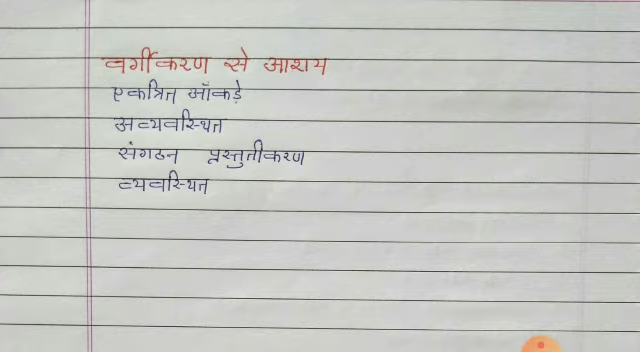 वर्गीकरण से आशय
एकत्रित आँकड़े
अव्यवस्थित
संगठन प्रस्तुतीकरण
व्यवस्थित